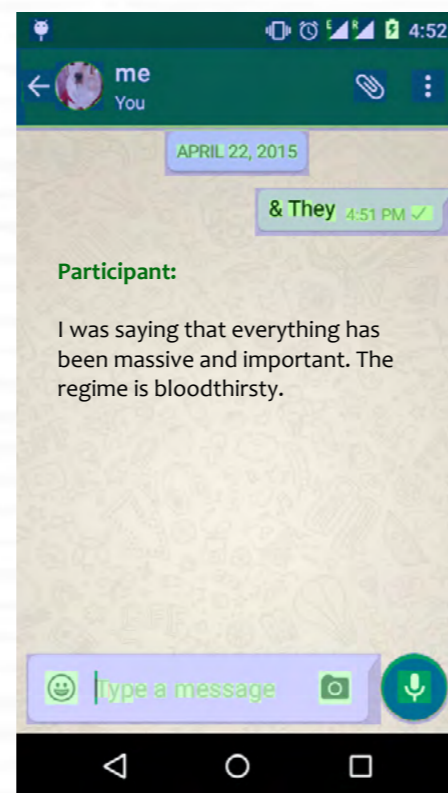 4:52
me
You
APRIL 22, 2015
& They 4:51 PM
Participant:
I was saying that everything has
been massive and important. The
regime is bloodthirsty.
Type a message